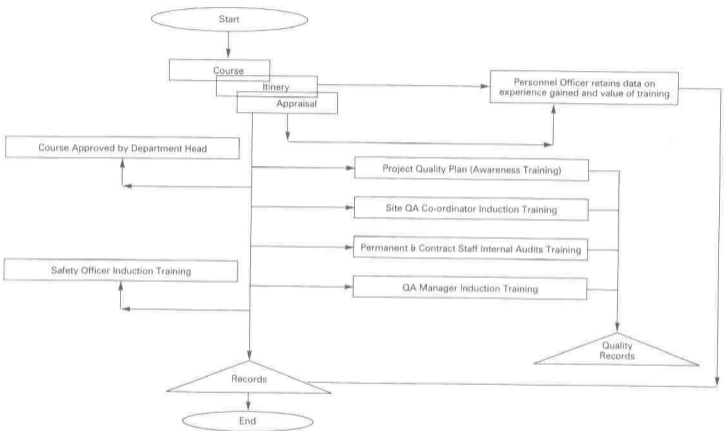 Start
Course
Itinery
Appraisal
Personnel Officer retains data on
experience gained and value of training
Course Approved by Department Head
Project Quality Plan (Awareness Training)
Site QA Co-ordinator Induction Training
Permanent & Contract Staff Internal Audits Training
Safety Officer Induction Training
QA Manager Induction Training
Quality
Records
Records
End